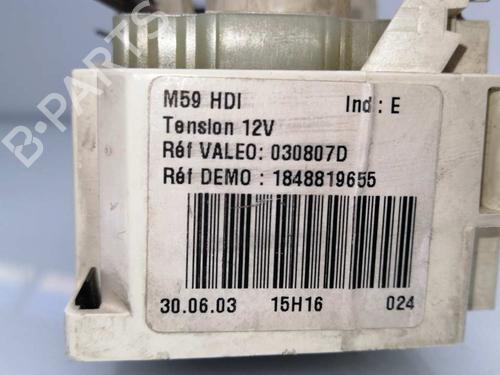 B-PARTS
M59 HDI Ind : E
Tension 12V
Réf VALEO: 030807D
Réf DEMO : 1848819655
30.06.03 15H16 024